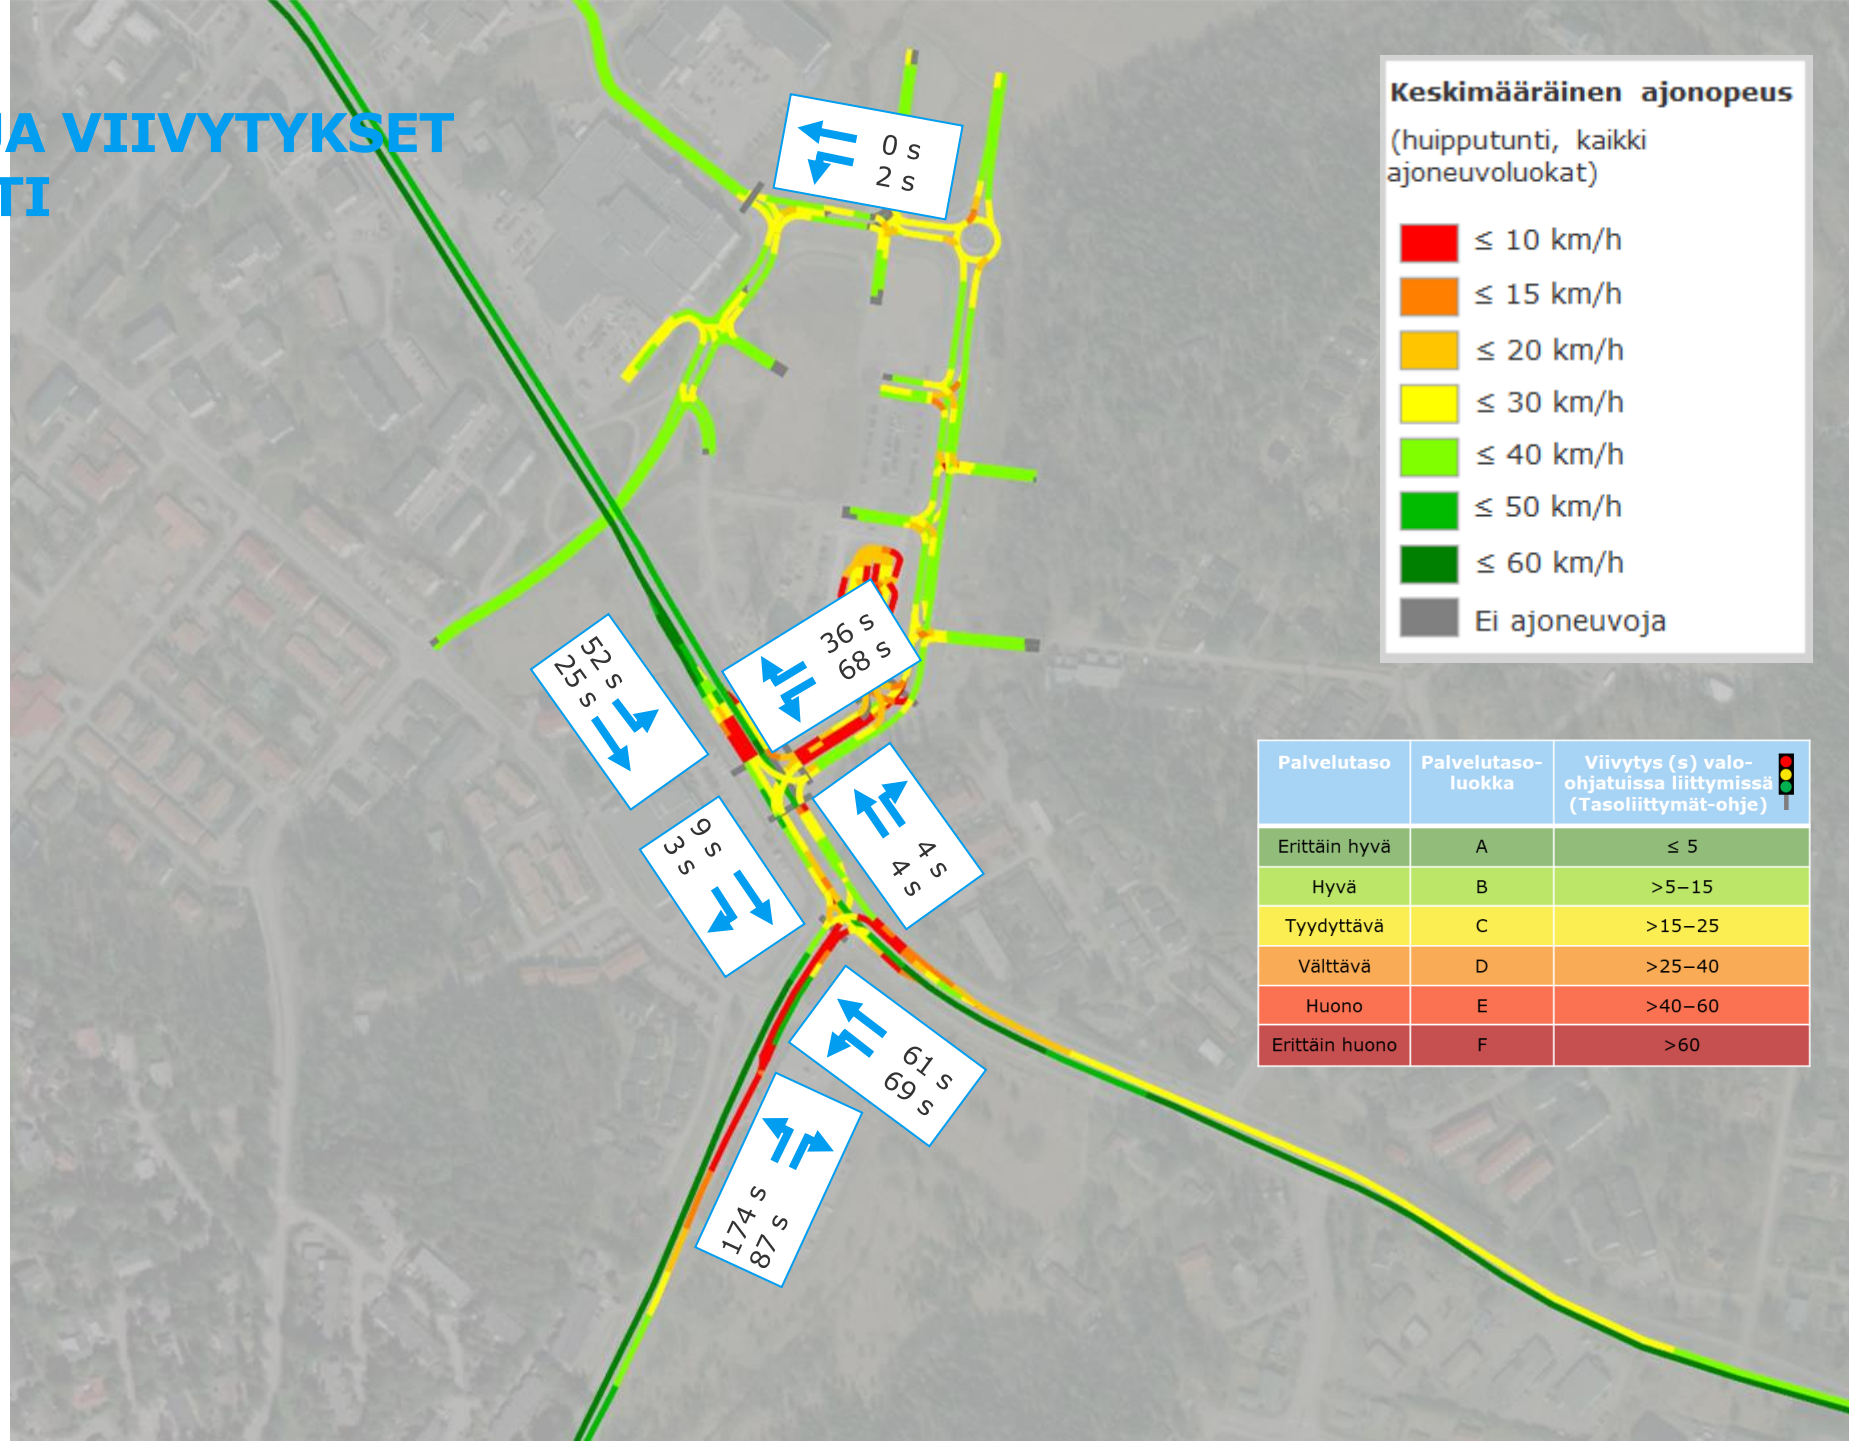 JA VIIVYTYKSET
TI
0 s
2 s
52 s
25 s
36 s
68 s
9 s
3 s
4 s
4 s
61 s
69 s
174 s
87 s
Keskimääräinen ajonopeus
(huipputunti, kaikki
ajoneuvoluokat)
≤ 10 km/h
≤ 15 km/h
≤ 20 km/h
≤ 30 km/h
≤ 40 km/h
≤ 50 km/h
≤ 60 km/h
Ei ajoneuvoja
Palvelutaso Palvelutaso-luokka Viivytys (s) valo-ohjatuissa liittymissä (Tasoliittymät-ohje)
Erittäin hyvä A ≤ 5
Hyvä B >5–15
Tyydyttävä C >15–25
Välttävä D >25–40
Huono E >40–60
Erittäin huono F >60